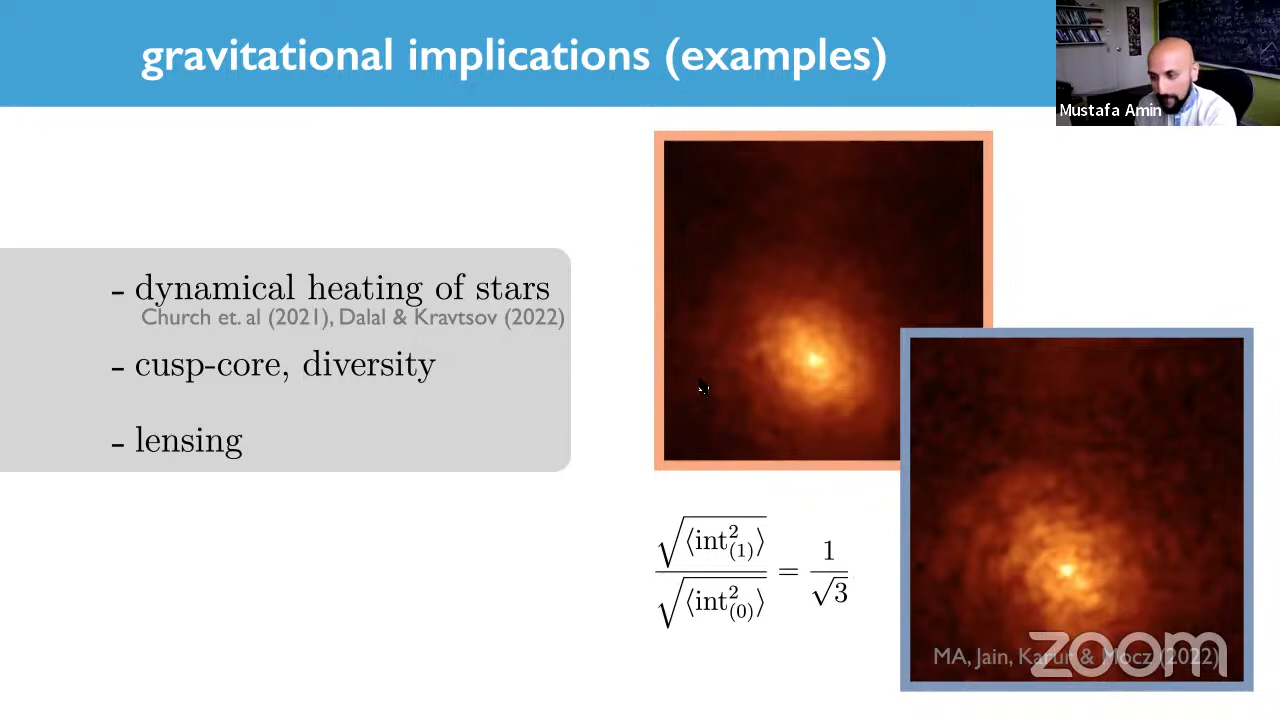 gravitational implications (examples)
Mustafa Amin
- dynamical heating of stars
Church et. al (2021), Dalal & Kravtsov (2022)
- cusp-core, diversity
- lensing
√⟨int²₍₁₎⟩ / √⟨int²₍₀₎⟩ = 1 / √3
MA, Jain, Karur & Mocz (2022)
zoom